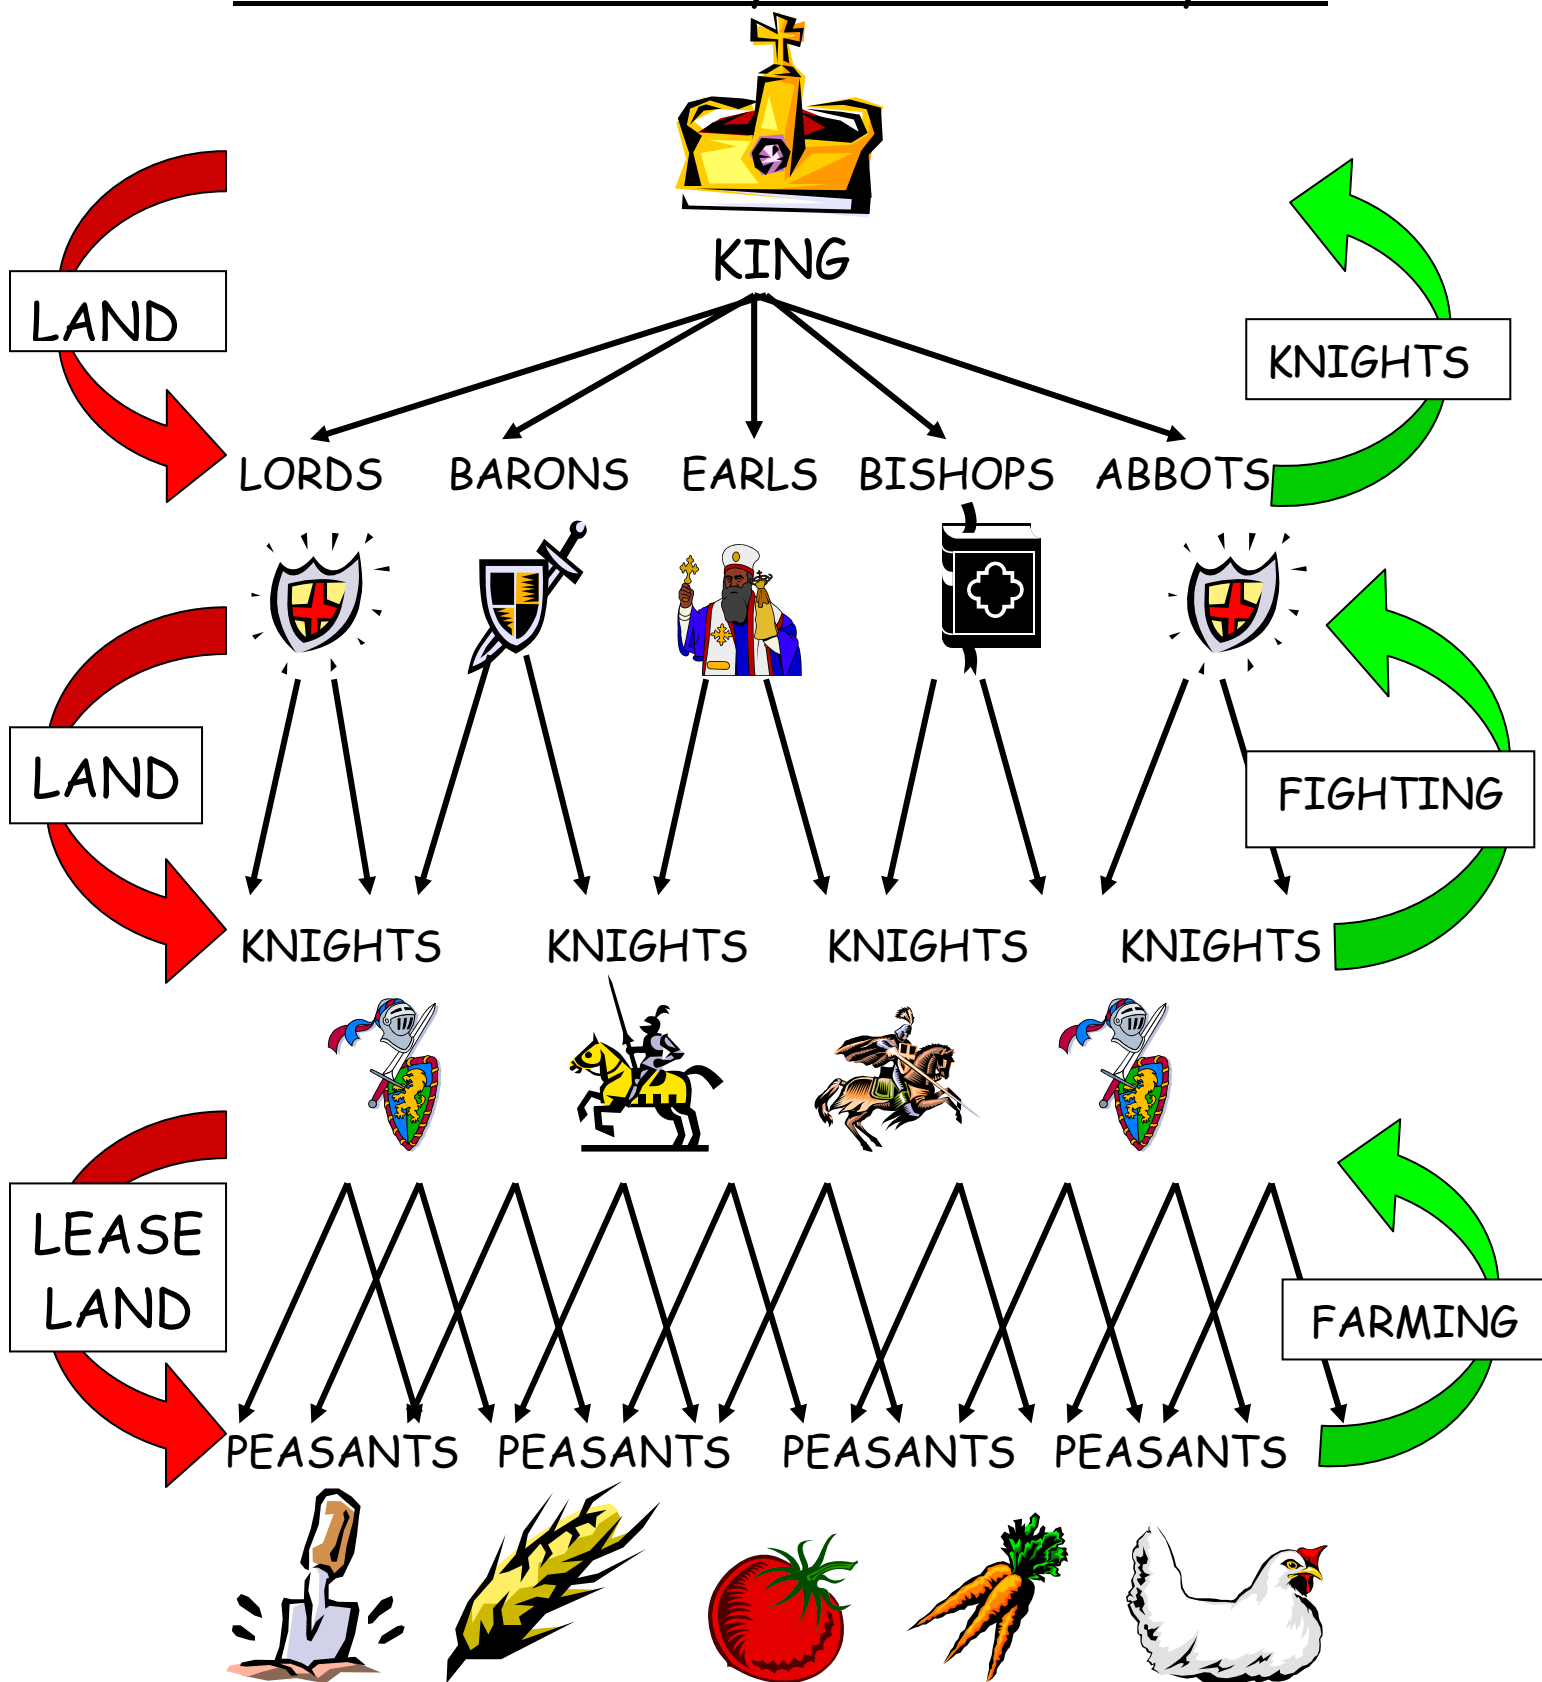 KING
LAND
KNIGHTS
LORDS BARONS EARLS BISHOPS ABBOTS
LAND
FIGHTING
KNIGHTS KNIGHTS KNIGHTS KNIGHTS
LEASE
LAND
FARMING
PEASANTS PEASANTS PEASANTS PEASANTS